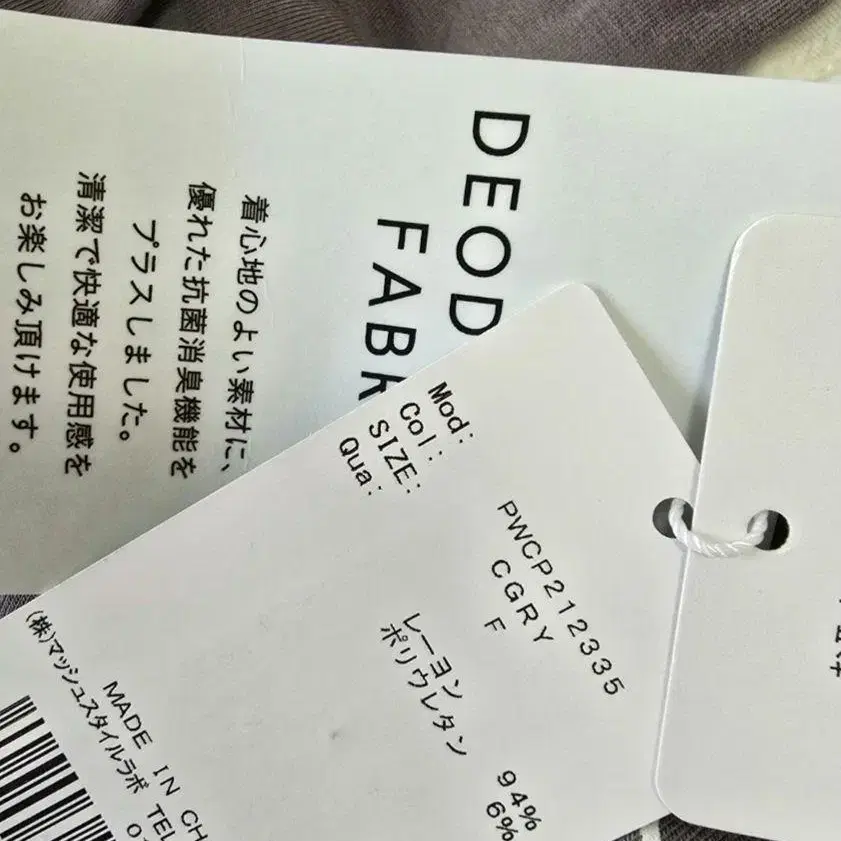 DEOD
FABR
着心地のよい素材に、
優れた抗菌消臭機能を
プラスしました。
清潔で快適な使用感を
お楽しみ頂けます。
Mod: PWCP212335
Col: CGRY
SIZE: F
Qua: レーヨン 94%
ポリウレタン 6%
MADE IN CH
(株)マッシュスタイルラボ TEL